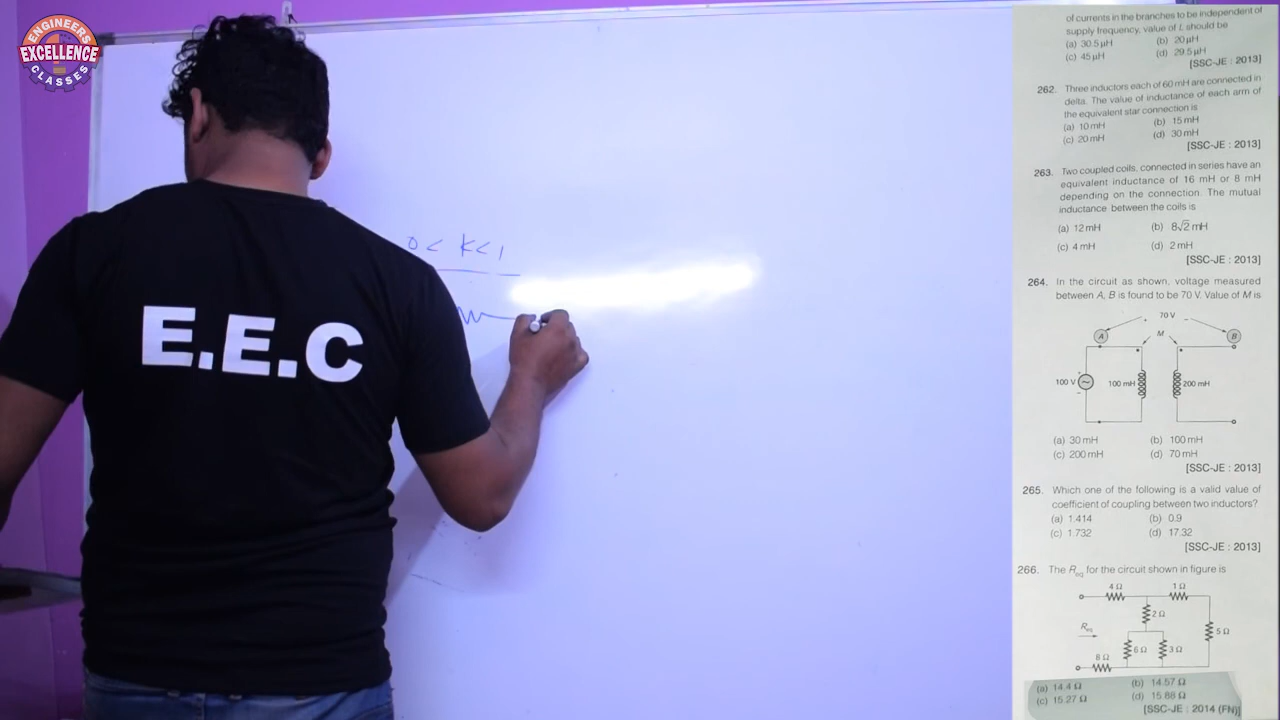 ENGINEERS
EXCELLENCE
CLASSES
E.E.C
0 < K < 1
of currents in the branches to be independent of
supply frequency, value of L should be
(a) 30.5 μH (b) 20 μH
(c) 45 μH (d) 29.5 μH
[SSC-JE : 2013]
262. Three inductors each of 60 mH are connected in
delta. The value of inductance of each arm of
the equivalent star connection is
(a) 10 mH (b) 15 mH
(c) 20 mH (d) 30 mH
[SSC-JE : 2013]
263. Two coupled coils, connected in series have an
equivalent inductance of 16 mH or 8 mH
depending on the connection. The mutual
inductance between the coils is
(a) 12 mH (b) 8√2 mH
(c) 4 mH (d) 2 mH
[SSC-JE : 2013]
264. In the circuit as shown, voltage measured
between A, B is found to be 70 V. Value of M is
+ 70 V −
A M B
100 V 100 mH 200 mH
(a) 30 mH (b) 100 mH
(c) 200 mH (d) 70 mH
[SSC-JE : 2013]
265. Which one of the following is a valid value of
coefficient of coupling between two inductors?
(a) 1.414 (b) 0.9
(c) 1.732 (d) 17.32
[SSC-JE : 2013]
266. The Req for the circuit shown in figure is
4 Ω 1 Ω
2 Ω
Req 5 Ω
6 Ω 3 Ω
8 Ω
(a) 14.4 Ω (b) 14.57 Ω
(c) 15.27 Ω (d) 15.88 Ω
[SSC-JE : 2014 (FN)]